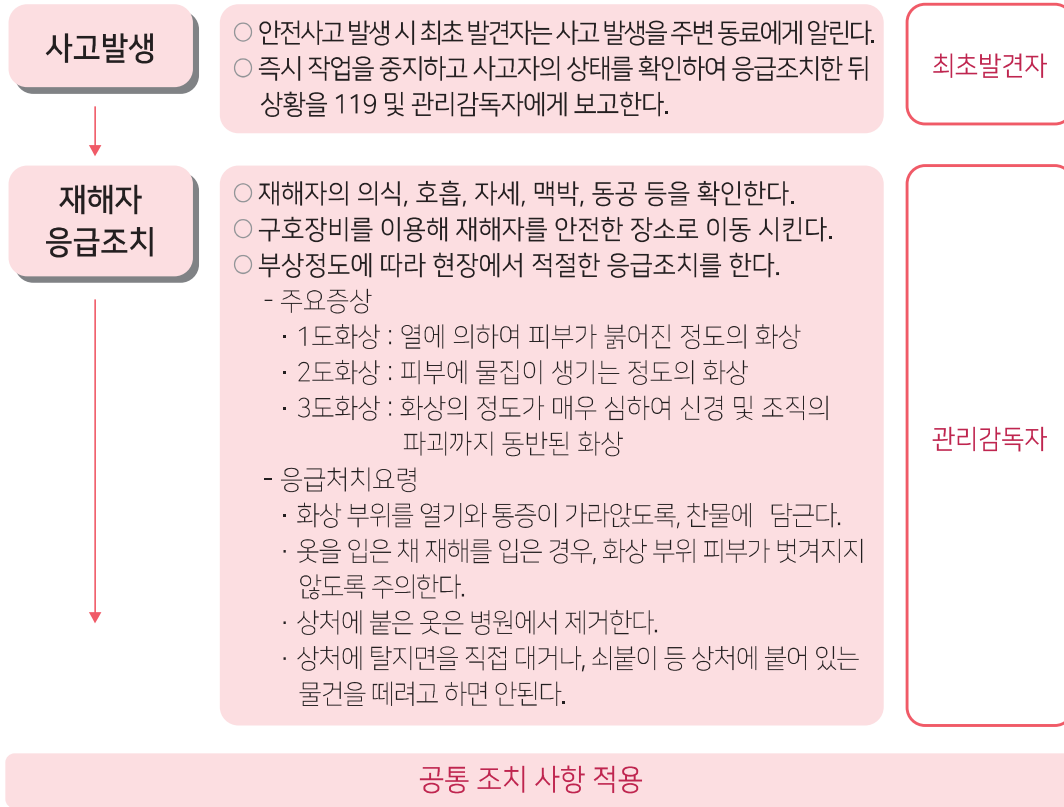 사고발생
○ 안전사고 발생 시 최초 발견자는 사고 발생을 주변 동료에게 알린다.
○ 즉시 작업을 중지하고 사고자의 상태를 확인하여 응급조치한 뒤
상황을 119 및 관리감독자에게 보고한다.
최초발견자
재해자
응급조치
○ 재해자의 의식, 호흡, 자세, 맥박, 동공 등을 확인한다.
○ 구호장비를 이용해 재해자를 안전한 장소로 이동 시킨다.
○ 부상정도에 따라 현장에서 적절한 응급조치를 한다.
- 주요증상
· 1도화상 : 열에 의하여 피부가 붉어진 정도의 화상
· 2도화상 : 피부에 물집이 생기는 정도의 화상
· 3도화상 : 화상의 정도가 매우 심하여 신경 및 조직의
파괴까지 동반된 화상
- 응급처치요령
· 화상 부위를 열기와 통증이 가라앉도록, 찬물에 담근다.
· 옷을 입은 채 재해를 입은 경우, 화상 부위 피부가 벗겨지지
않도록 주의한다.
· 상처에 붙은 옷은 병원에서 제거한다.
· 상처에 탈지면을 직접 대거나, 쇠붙이 등 상처에 붙어 있는
물건을 떼려고 하면 안된다.
관리감독자
공통 조치 사항 적용